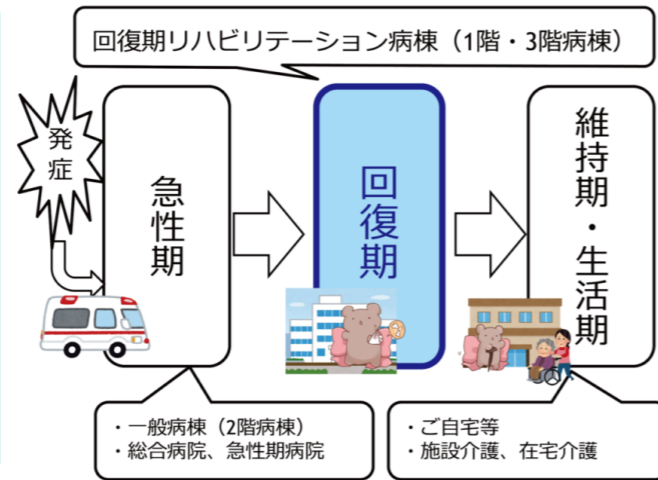 回復期リハビリテーション病棟（1階・3階病棟）
発症
急性期
回復期
維持期・生活期
・一般病棟（2階病棟）
・総合病院、急性期病院
・ご自宅等
・施設介護、在宅介護